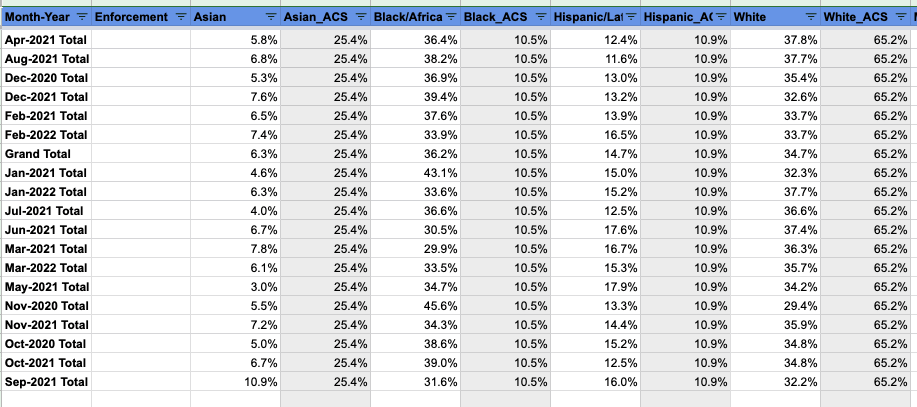 Month-Year Enforcement Asian Asian_ACS Black/Africa Black_ACS Hispanic/Lat Hispanic_AC White White_ACS
Apr-2021 Total 5.8% 25.4% 36.4% 10.5% 12.4% 10.9% 37.8% 65.2%
Aug-2021 Total 6.8% 25.4% 38.2% 10.5% 11.6% 10.9% 37.7% 65.2%
Dec-2020 Total 5.3% 25.4% 36.9% 10.5% 13.0% 10.9% 35.4% 65.2%
Dec-2021 Total 7.6% 25.4% 39.4% 10.5% 13.2% 10.9% 32.6% 65.2%
Feb-2021 Total 6.5% 25.4% 37.6% 10.5% 13.9% 10.9% 33.7% 65.2%
Feb-2022 Total 7.4% 25.4% 33.9% 10.5% 16.5% 10.9% 33.7% 65.2%
Grand Total 6.3% 25.4% 36.2% 10.5% 14.7% 10.9% 34.7% 65.2%
Jan-2021 Total 4.6% 25.4% 43.1% 10.5% 15.0% 10.9% 32.3% 65.2%
Jan-2022 Total 6.3% 25.4% 33.6% 10.5% 15.2% 10.9% 37.7% 65.2%
Jul-2021 Total 4.0% 25.4% 36.6% 10.5% 12.5% 10.9% 36.6% 65.2%
Jun-2021 Total 6.7% 25.4% 30.5% 10.5% 17.6% 10.9% 37.4% 65.2%
Mar-2021 Total 7.8% 25.4% 29.9% 10.5% 16.7% 10.9% 36.3% 65.2%
Mar-2022 Total 6.1% 25.4% 33.5% 10.5% 15.3% 10.9% 35.7% 65.2%
May-2021 Total 3.0% 25.4% 34.7% 10.5% 17.9% 10.9% 34.2% 65.2%
Nov-2020 Total 5.5% 25.4% 45.6% 10.5% 13.3% 10.9% 29.4% 65.2%
Nov-2021 Total 7.2% 25.4% 34.3% 10.5% 14.4% 10.9% 35.9% 65.2%
Oct-2020 Total 5.0% 25.4% 38.6% 10.5% 15.2% 10.9% 34.8% 65.2%
Oct-2021 Total 6.7% 25.4% 39.0% 10.5% 12.5% 10.9% 34.8% 65.2%
Sep-2021 Total 10.9% 25.4% 31.6% 10.5% 16.0% 10.9% 32.2% 65.2%